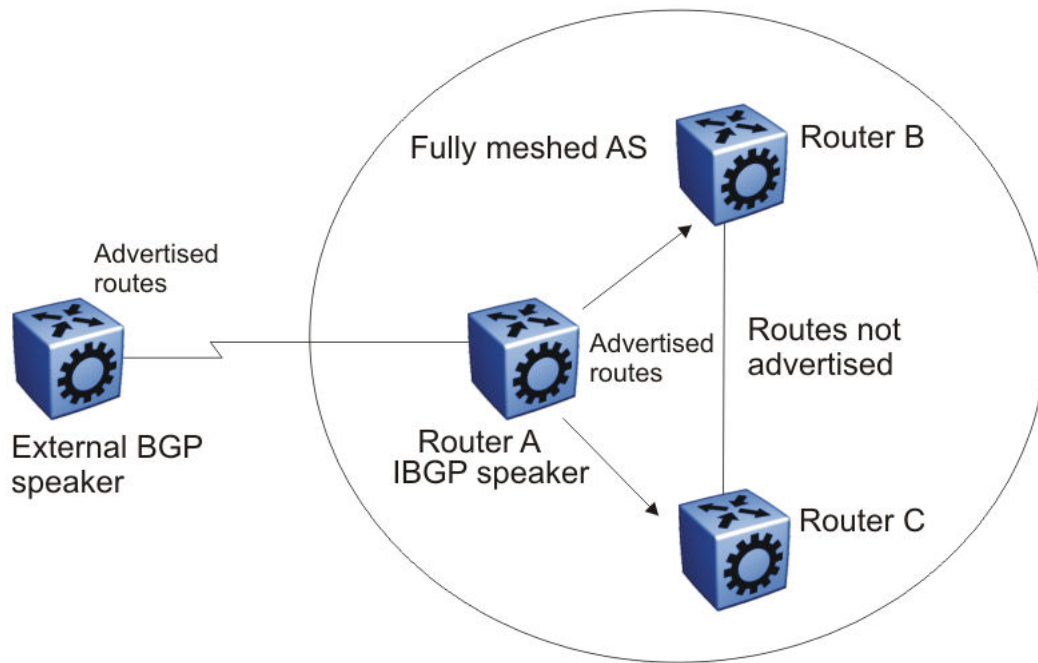 Fully meshed AS
Router B
Advertised
routes
Advertised
routes
Routes not
advertised
External BGP
speaker
Router A
IBGP speaker
Router C